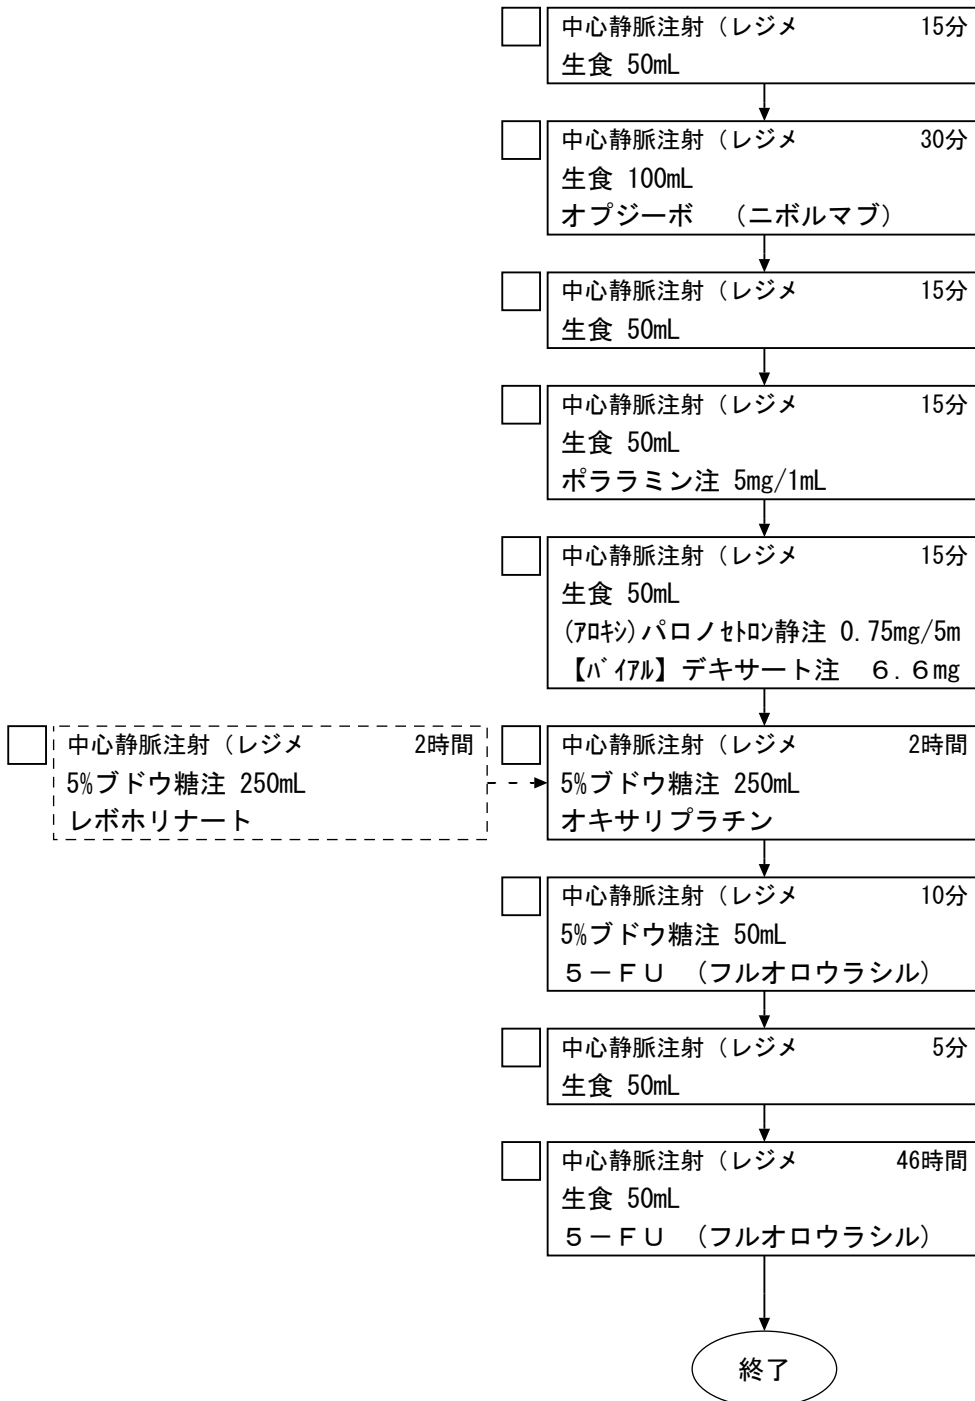 中心静脈注射（レジメ 15分
生食 50mL
中心静脈注射（レジメ 30分
生食 100mL
オプジーボ （ニボルマブ）
中心静脈注射（レジメ 15分
生食 50mL
中心静脈注射（レジメ 15分
生食 50mL
ポララミン注 5mg/1mL
中心静脈注射（レジメ 15分
生食 50mL
(ｱﾛｷｼ)パロノｾﾄﾛﾝ静注 0.75mg/5m
【ﾊﾞｲｱﾙ】デキサート注 ６.６mg
中心静脈注射（レジメ 2時間
5%ブドウ糖注 250mL
レボホリナート
中心静脈注射（レジメ 2時間
5%ブドウ糖注 250mL
オキサリプラチン
中心静脈注射（レジメ 10分
5%ブドウ糖注 50mL
５－ＦＵ （フルオロウラシル）
中心静脈注射（レジメ 5分
生食 50mL
中心静脈注射（レジメ 46時間
生食 50mL
５－ＦＵ （フルオロウラシル）
終了